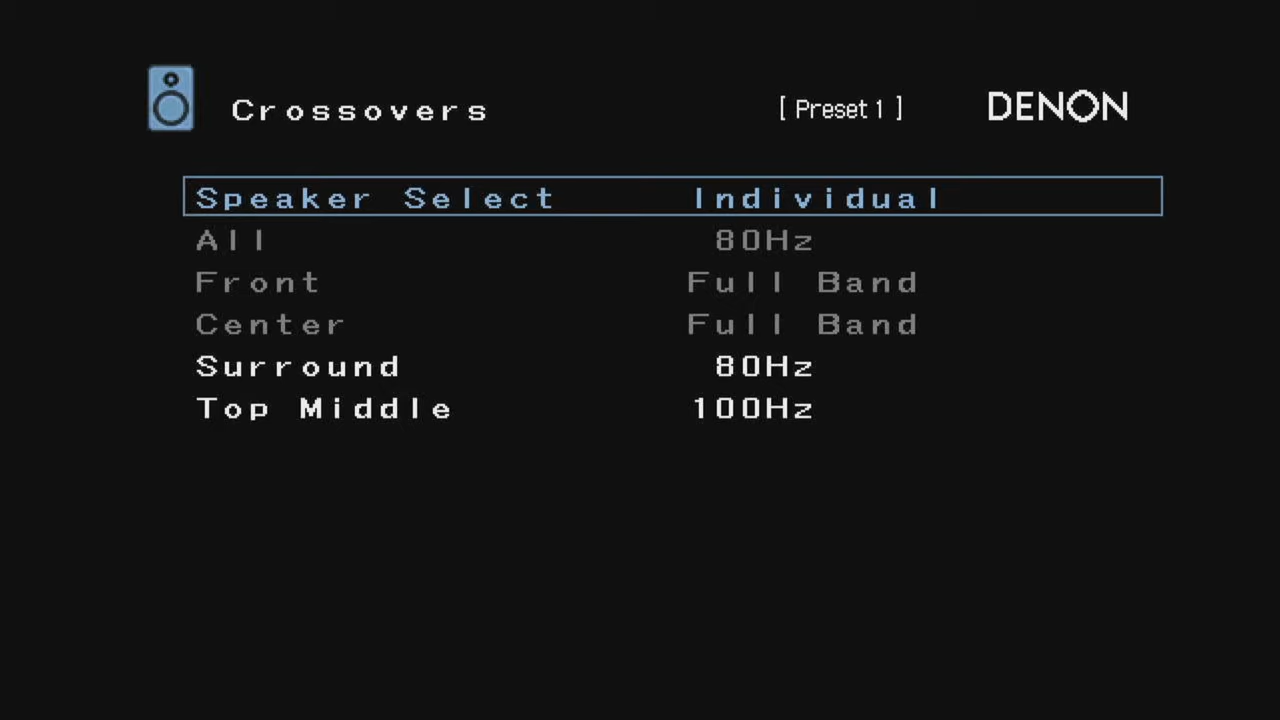 Crossovers [ Preset 1 ] DENON
Speaker Select Individual
All 80Hz
Front Full Band
Center Full Band
Surround 80Hz
Top Middle 100Hz